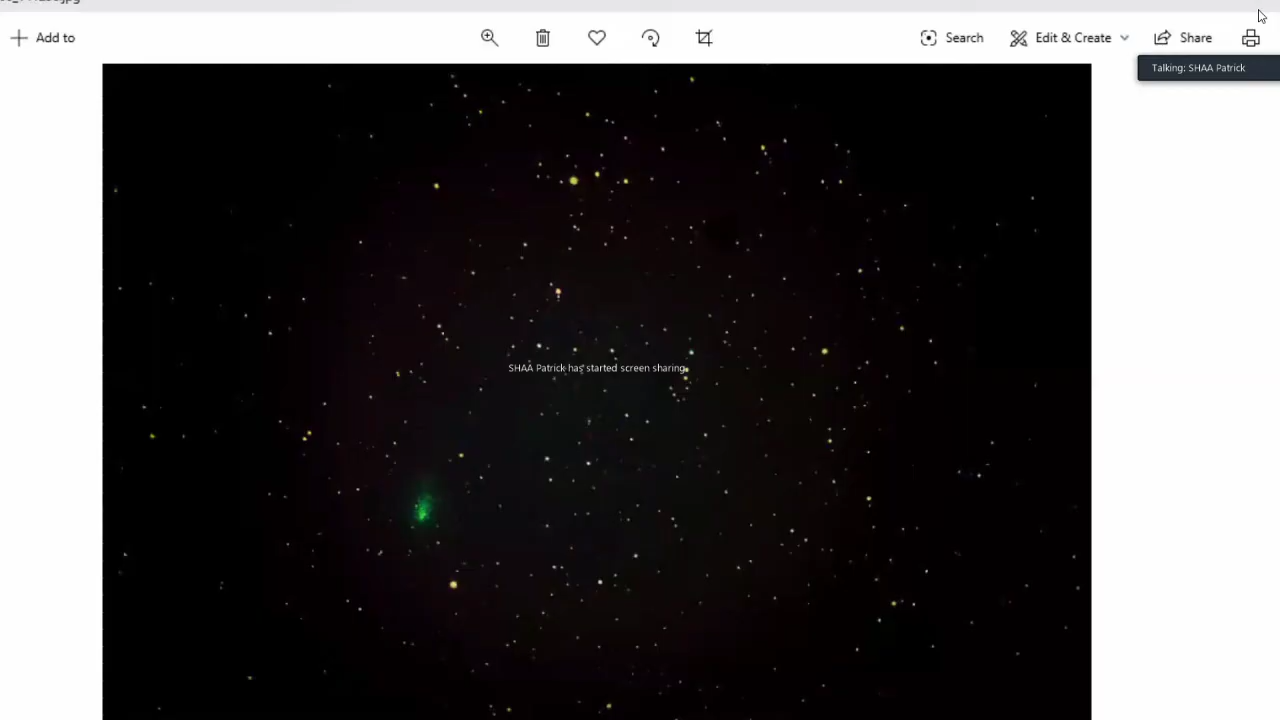 Add to
Search
Edit & Create
Share
Talking: SHAA Patrick
SHAA Patrick has started screen sharing